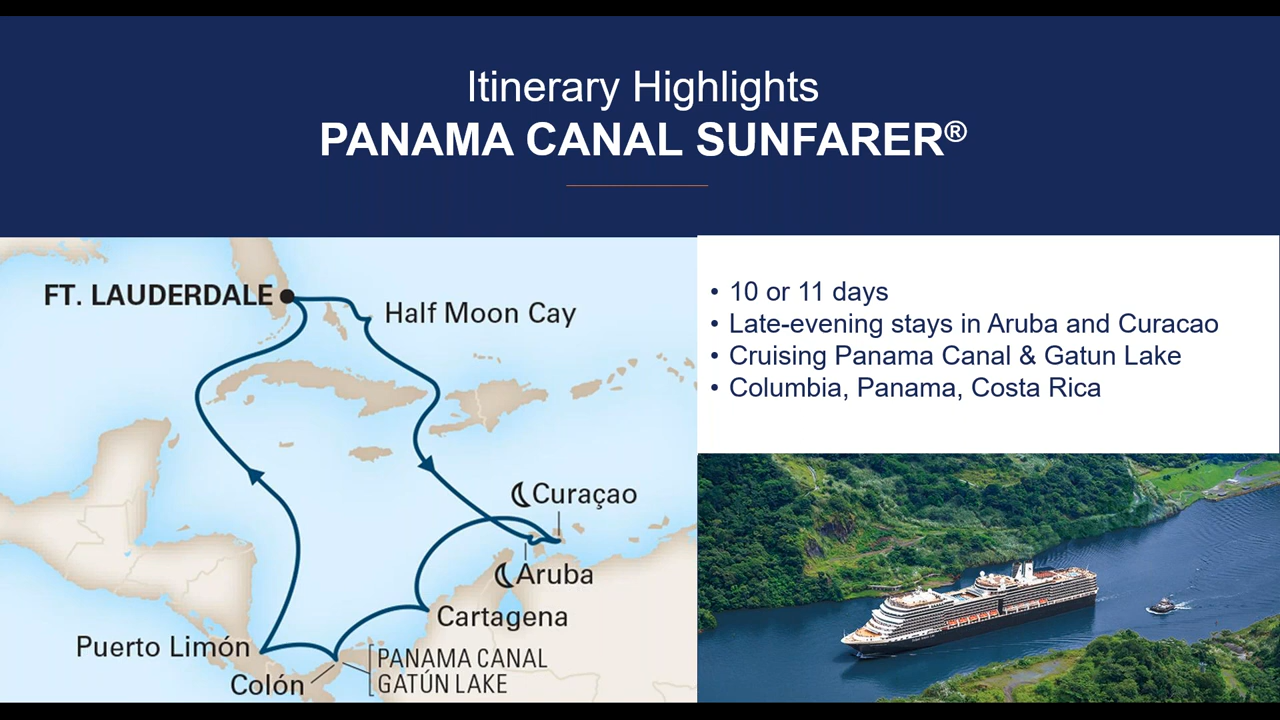 Itinerary Highlights
PANAMA CANAL SUNFARER®
FT. LAUDERDALE
Half Moon Cay
Curaçao
Aruba
Cartagena
Puerto Limón
Colón
PANAMA CANAL
GATÚN LAKE
• 10 or 11 days
• Late-evening stays in Aruba and Curacao
• Cruising Panama Canal & Gatun Lake
• Columbia, Panama, Costa Rica